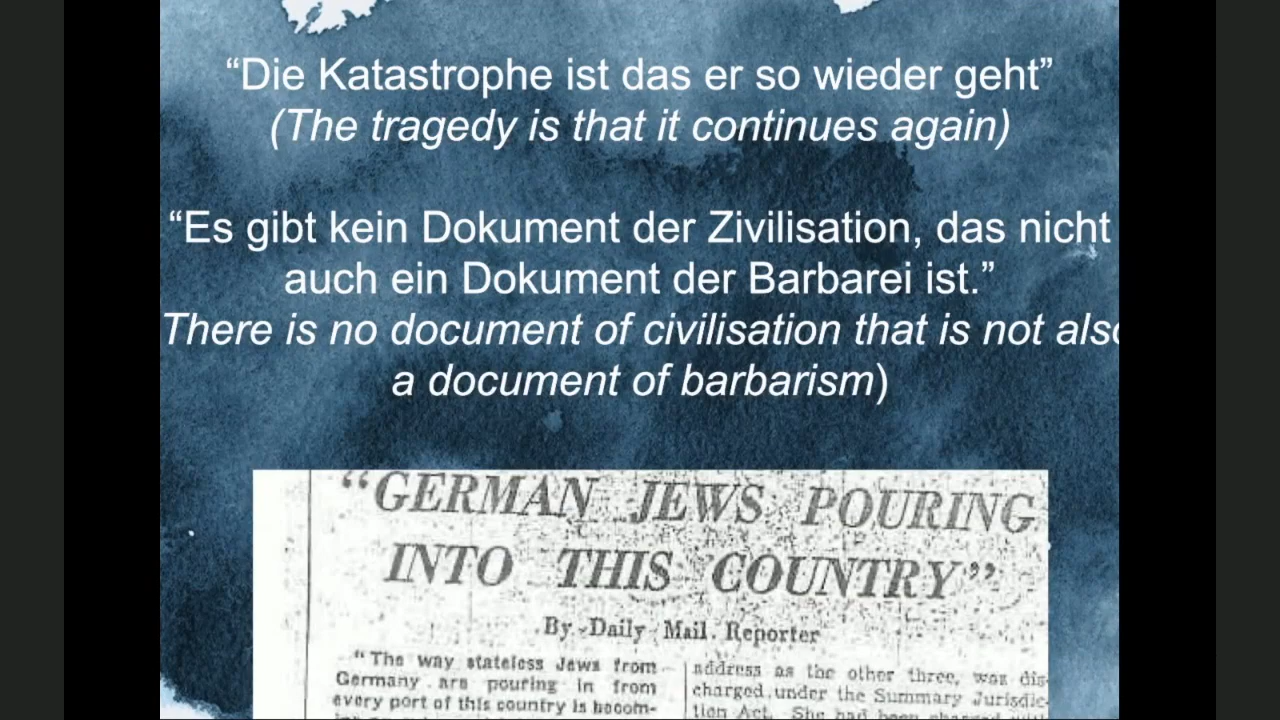 “Die Katastrophe ist das er so wieder geht”
(The tragedy is that it continues again)
“Es gibt kein Dokument der Zivilisation, das nicht
auch ein Dokument der Barbarei ist.”
There is no document of civilisation that is not also
a document of barbarism)
“GERMAN JEWS POURING
INTO THIS COUNTRY”
By Daily Mail Reporter
“The way stateless Jews from
Germany are pouring in from
every port of this country is becom-
address as the other three, was dis-
charged under the Summary Jurisdic-
tion Act. She had been